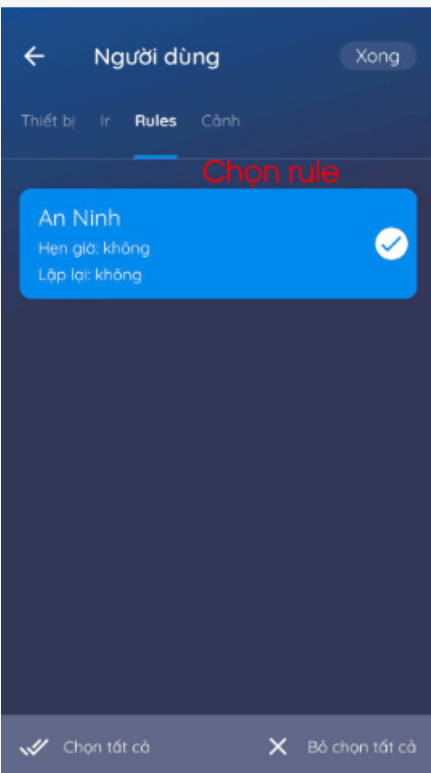 Người dùng
Xong
Thiết bị Ir Rules Cảnh
Chọn rule
An Ninh
Hẹn giờ: không
Lặp lại: không
Chọn tất cả
Bỏ chọn tất cả